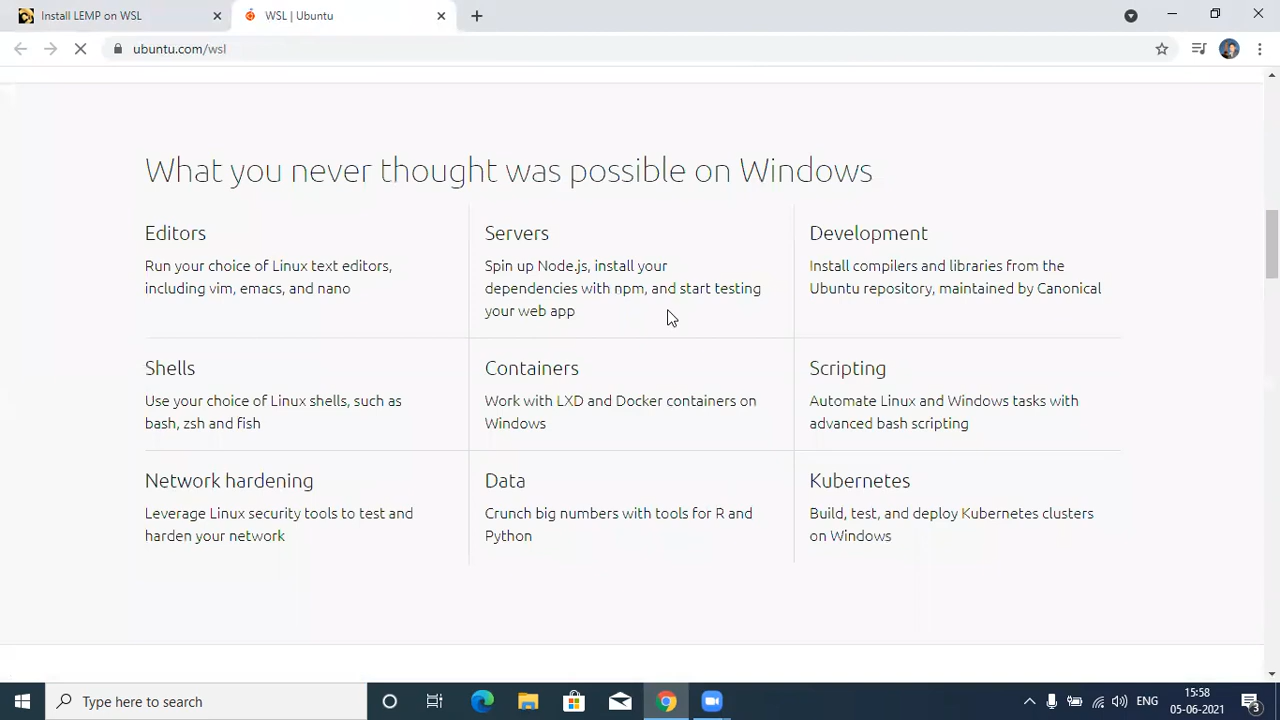 Install LEMP on WSL
WSL | Ubuntu
ubuntu.com/wsl
What you never thought was possible on Windows
Editors
Run your choice of Linux text editors,
including vim, emacs, and nano
Servers
Spin up Node.js, install your
dependencies with npm, and start testing
your web app
Development
Install compilers and libraries from the
Ubuntu repository, maintained by Canonical
Shells
Use your choice of Linux shells, such as
bash, zsh and fish
Containers
Work with LXD and Docker containers on
Windows
Scripting
Automate Linux and Windows tasks with
advanced bash scripting
Network hardening
Leverage Linux security tools to test and
harden your network
Data
Crunch big numbers with tools for R and
Python
Kubernetes
Build, test, and deploy Kubernetes clusters
on Windows
Type here to search
ENG
15:58
05-06-2021
3